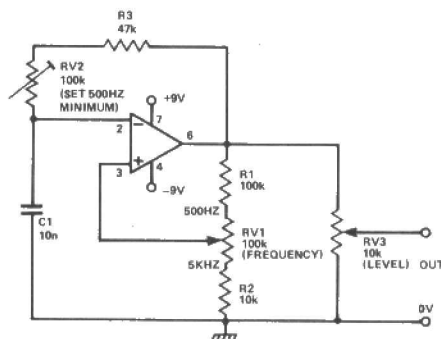 R3
47k
RV2
100k
(SET 500HZ
MINIMUM)
+9V
2
7
6
3
4
-9V
C1
10n
R1
100k
500HZ
RV1
100k
(FREQUENCY)
5KHZ
R2
10k
RV3
10k
(LEVEL) OUT
0V